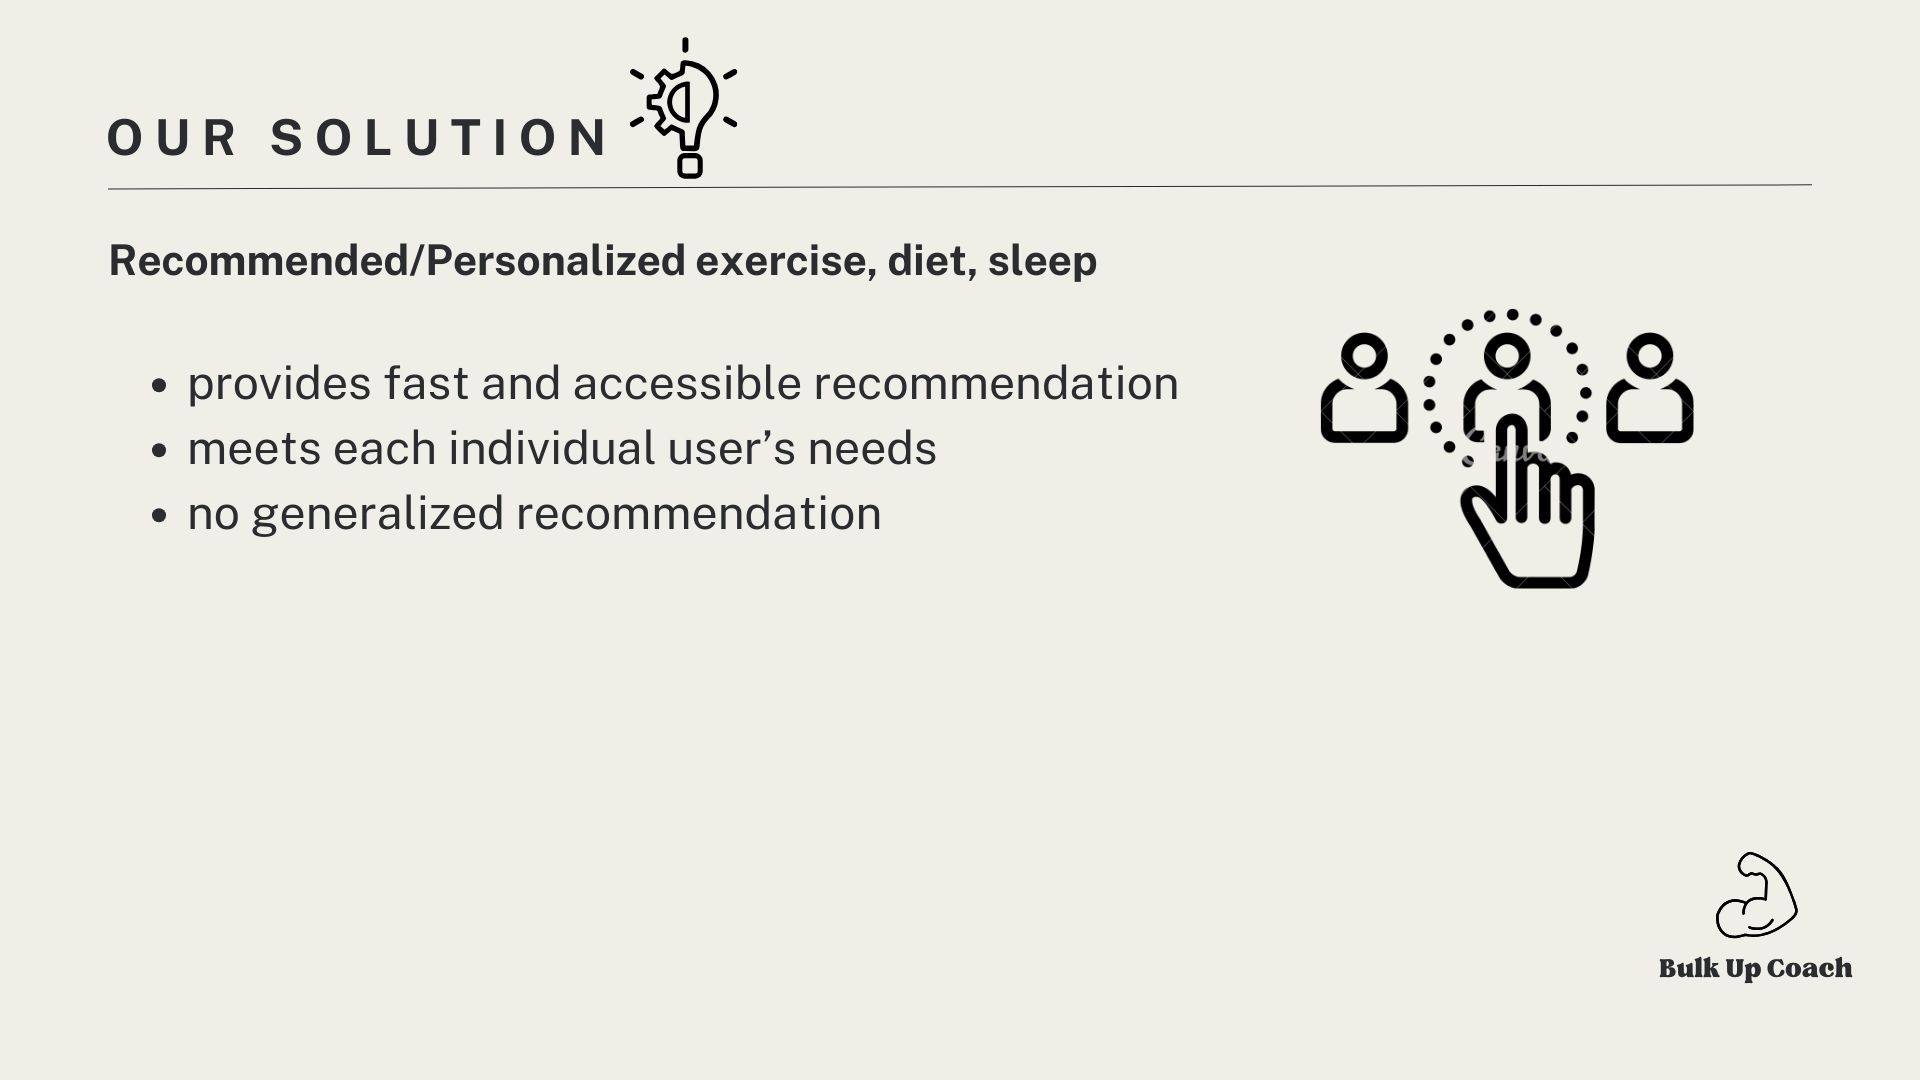 OUR SOLUTION
Recommended/Personalized exercise, diet, sleep
• provides fast and accessible recommendation
• meets each individual user’s needs
• no generalized recommendation
Canva
Bulk Up Coach